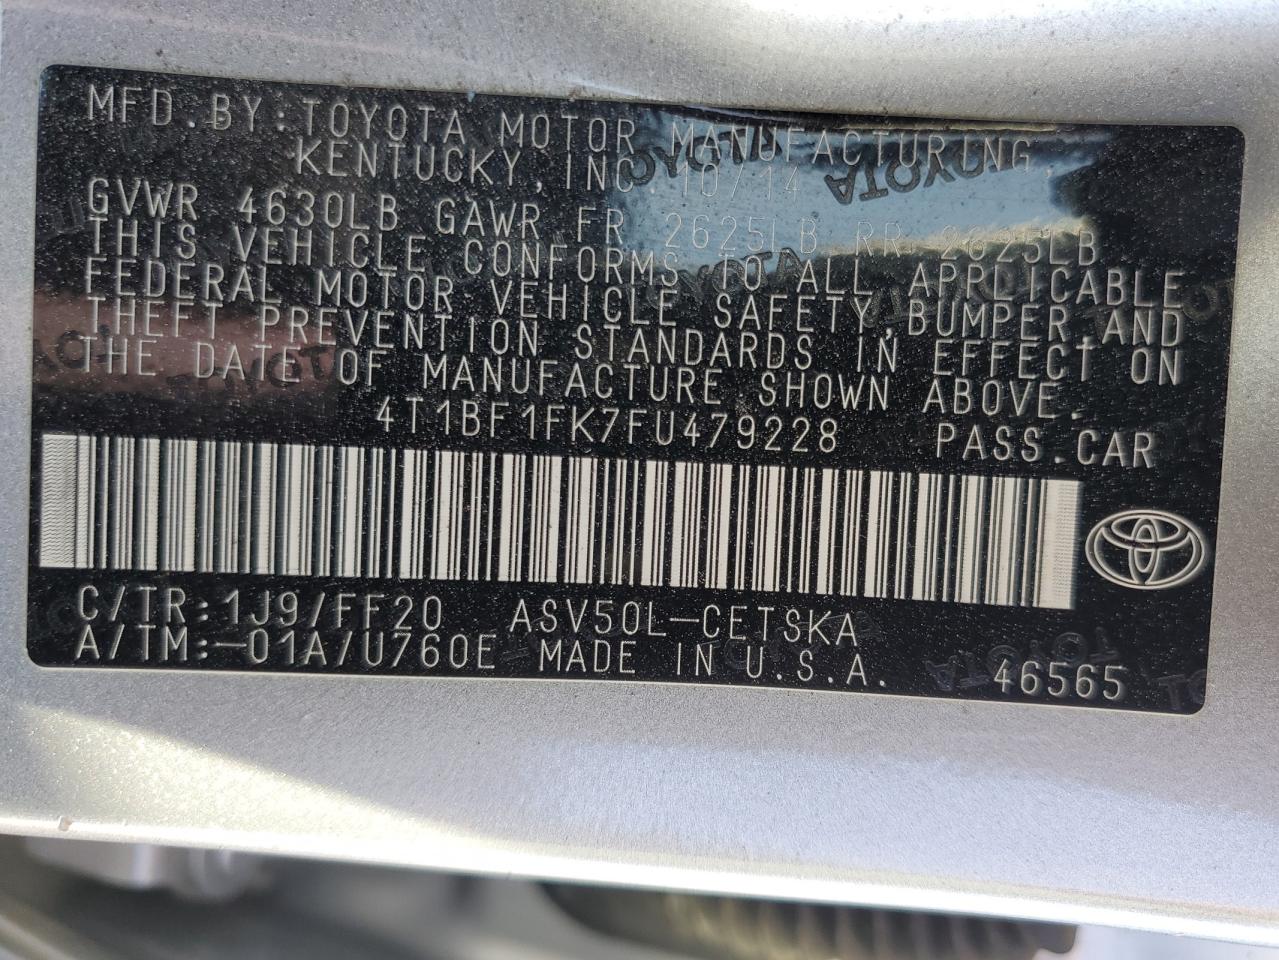 MFD.BY:TOYOTA MOTOR MANUFACTURING,
KENTUCKY, INC. 10/14
GVWR 4630LB GAWR FR 2625LB RR 2625LB
THIS VEHICLE CONFORMS TO ALL APPLICABLE
FEDERAL MOTOR VEHICLE SAFETY,BUMPER,AND
THEFT PREVENTION STANDARDS IN EFFECT ON
THE DATE OF MANUFACTURE SHOWN ABOVE.
4T1BF1FK7FU479228 PASS.CAR
C/TR:1J9/FF20 ASV50L-CETSKA
A/TM:-01A/U760E MADE IN U.S.A. 46565